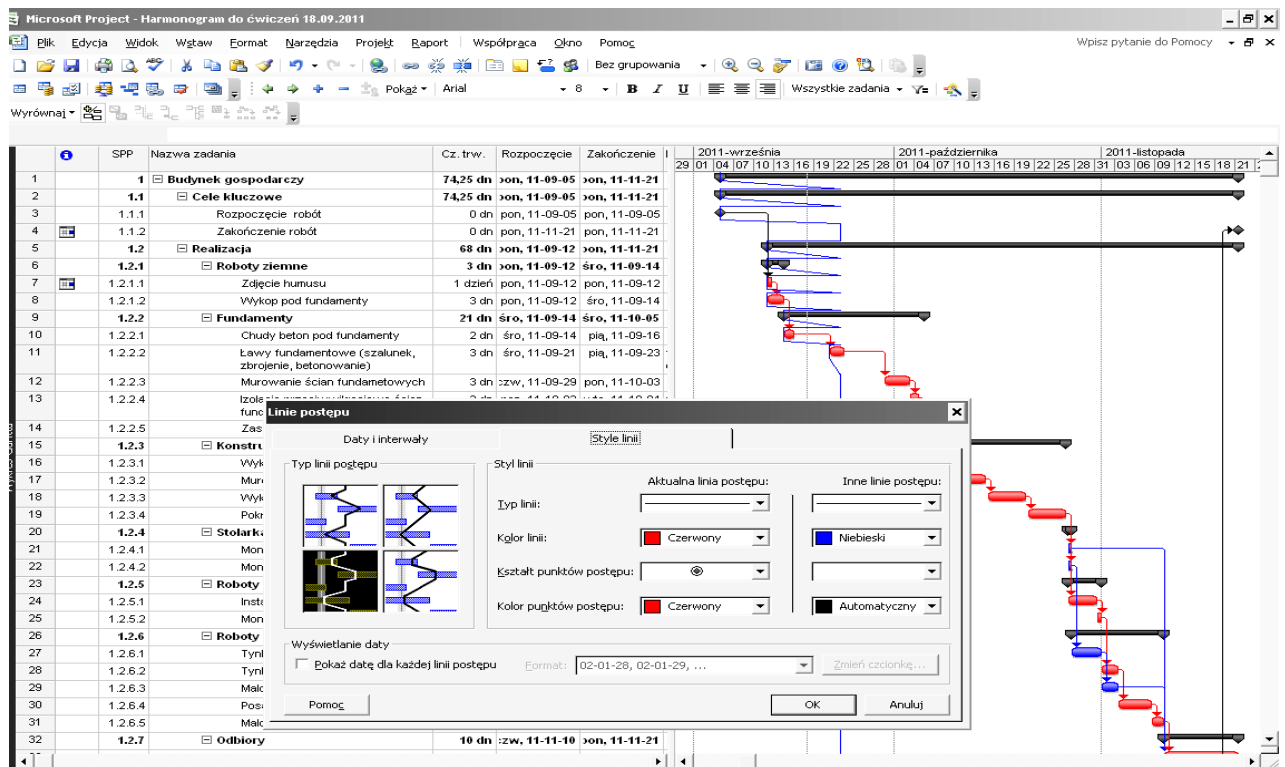 Microsoft Project - Harmonogram do ćwiczeń 18.09.2011
Plik Edycja Widok Wstaw Format Narzędzia Projekt Raport Współpraca Okno Pomoc Wpisz pytanie do Pomocy
Bez grupowania
Pokaż Arial 8 B I U Wszystkie zadania
Wyrównaj
SPP Nazwa zadania Cz. trw. Rozpoczęcie Zakończenie 2011-września 2011-października 2011-listopada
29 01 04 07 10 13 16 19 22 25 28 01 04 07 10 13 16 19 22 25 28 31 03 06 09 12 15 18 21
1 1 Budynek gospodarczy 74,25 dn pon, 11-09-05 pon, 11-11-21
2 1.1 Cele kluczowe 74,25 dn pon, 11-09-05 pon, 11-11-21
3 1.1.1 Rozpoczęcie robót 0 dn pon, 11-09-05 pon, 11-09-05
4 1.1.2 Zakończenie robót 0 dn pon, 11-11-21 pon, 11-11-21
5 1.2 Realizacja 68 dn pon, 11-09-12 pon, 11-11-21
6 1.2.1 Roboty ziemne 3 dn pon, 11-09-12 śro, 11-09-14
7 1.2.1.1 Zdjęcie humusu 1 dzień pon, 11-09-12 pon, 11-09-12
8 1.2.1.2 Wykop pod fundamenty 3 dn pon, 11-09-12 śro, 11-09-14
9 1.2.2 Fundamenty 21 dn śro, 11-09-14 śro, 11-10-05
10 1.2.2.1 Chudy beton pod fundamenty 2 dn śro, 11-09-14 pią, 11-09-16
11 1.2.2.2 Ławy fundamentowe (szalunek, zbrojenie, betonowanie) 3 dn śro, 11-09-21 pią, 11-09-23
12 1.2.2.3 Murowanie ścian fundametowych 3 dn czw, 11-09-29 pon, 11-10-03
13 1.2.2.4
14 1.2.2.5 Zas
15 1.2.3 Konstru
16 1.2.3.1 Wyk
17 1.2.3.2 Mur
18 1.2.3.3 Wyk
19 1.2.3.4 Pokr
20 1.2.4 Stolark
21 1.2.4.1 Mon
22 1.2.4.2 Mon
23 1.2.5 Roboty
24 1.2.5.1 Inst
25 1.2.5.2 Mon
26 1.2.6 Roboty
27 1.2.6.1 Tyn
28 1.2.6.2 Tyn
29 1.2.6.3 Mal
30 1.2.6.4 Pos
31 1.2.6.5 Mal
32 1.2.7 Odbiory 10 dn czw, 11-11-10 pon, 11-11-21
Linie postępu
Daty i interwały Style linii
Typ linii postępu
Styl linii
Aktualna linia postępu: Inne linie postępu:
Typ linii:
Kolor linii: Czerwony Niebieski
Kształt punktów postępu:
Kolor punktów postępu: Czerwony Automatyczny
Wyświetlanie daty
Pokaż datę dla każdej linii postępu Format: 02-01-28, 02-01-29, ... Zmień czcionkę...
Pomoc OK Anuluj